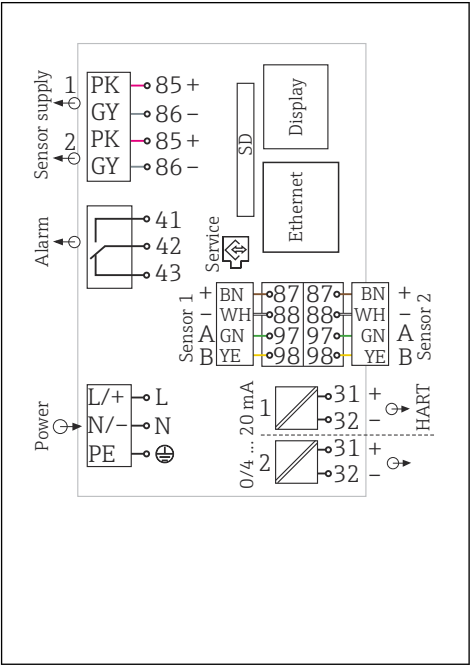 Sensor supply
1 PK 85 +
GY 86 −
2 PK 85 +
GY 86 −
SD
Display
Ethernet
Alarm
41
42
43
Service
Sensor 1
+ BN 87 87 BN +
− WH 88 88 WH −
A GN 97 97 GN A
B YE 98 98 YE B
Sensor 2
Power
L/+ L
N/− N
PE
0/4 ... 20 mA
1 31 +
32 −
HART
2 31 +
32 −